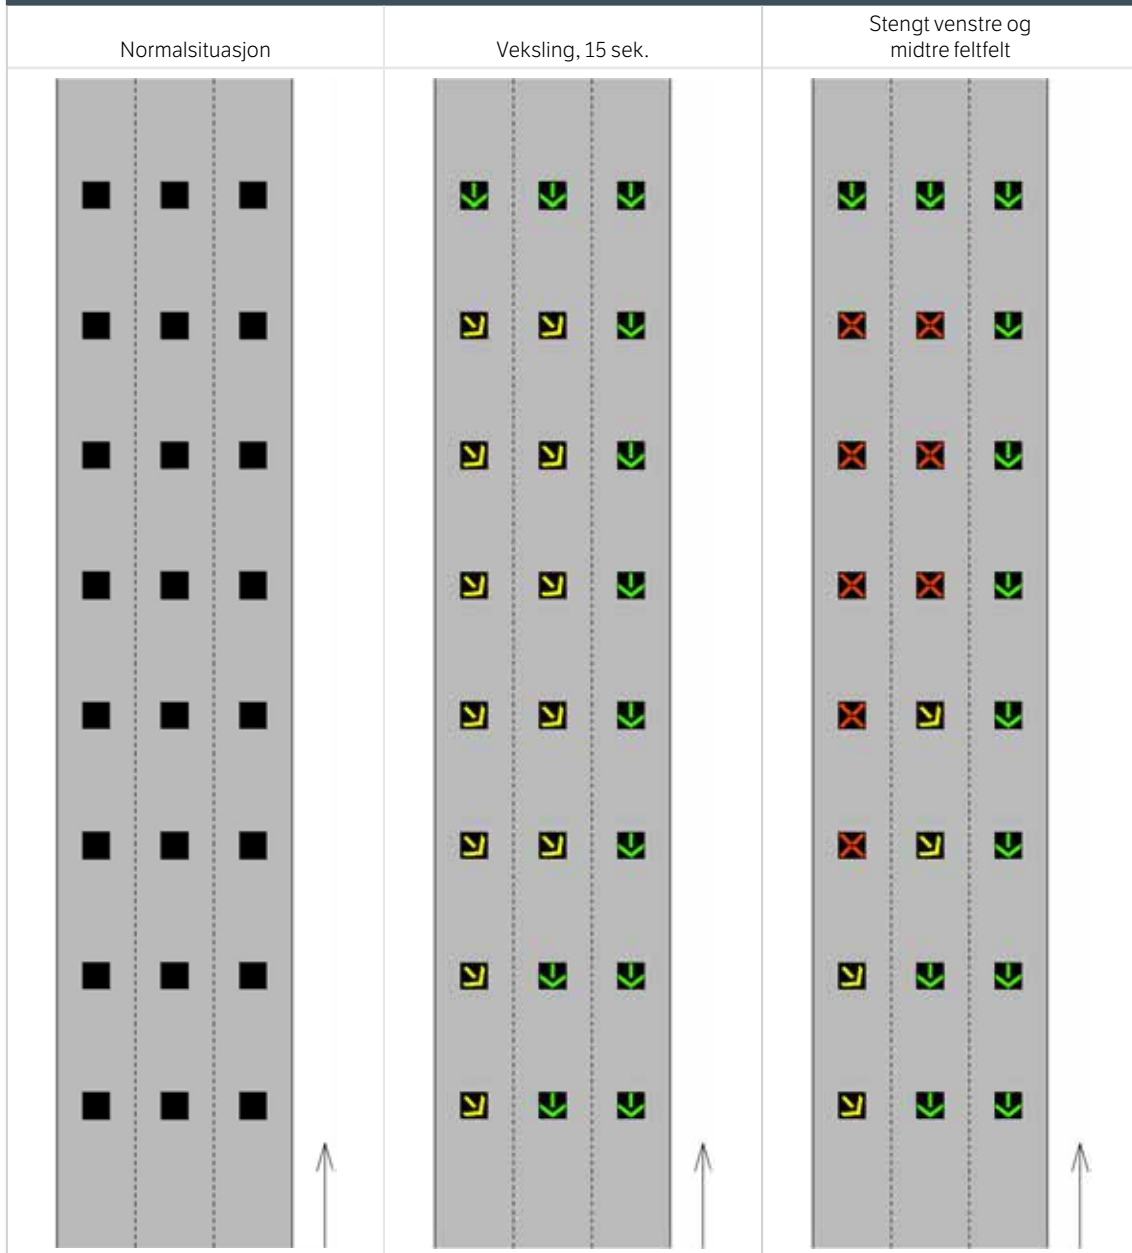 Normalsituasjon
Veksling, 15 sek.
Stengt venstre og
midtre feltfelt